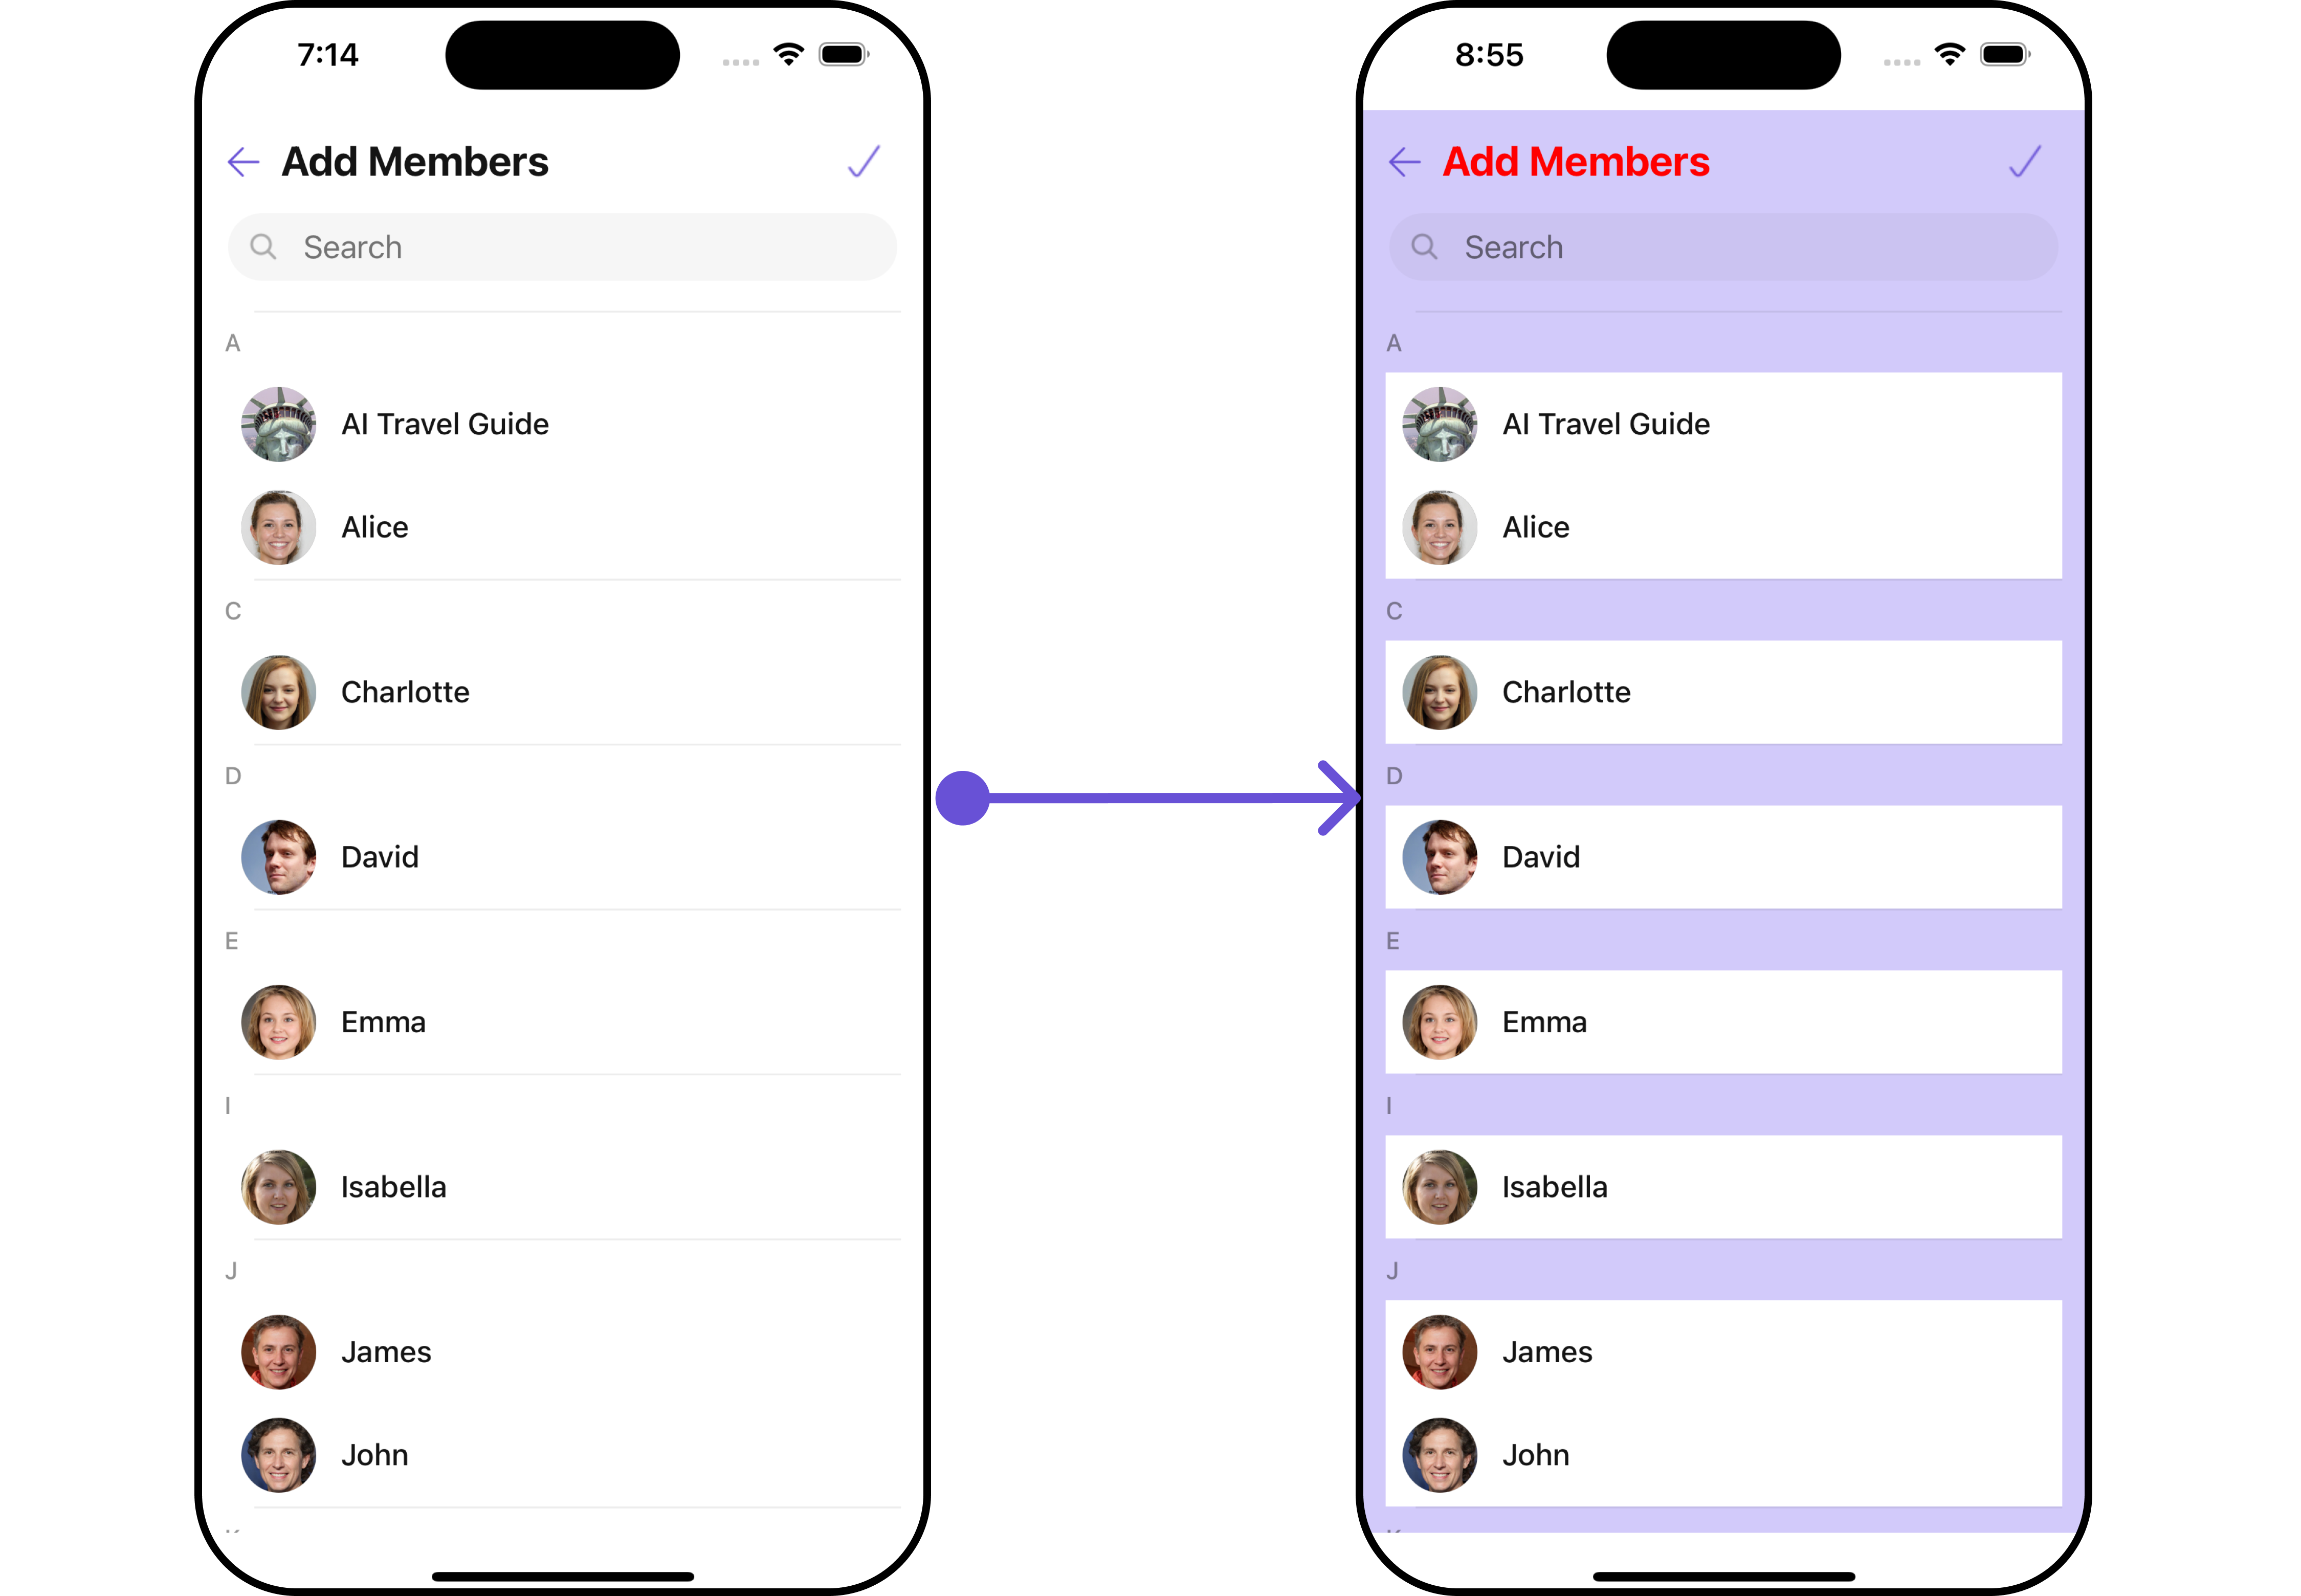 7:14
Add Members
Search
A
AI Travel Guide
Alice
C
Charlotte
D
David
E
Emma
I
Isabella
J
James
John
8:55
Add Members
Search
A
AI Travel Guide
Alice
C
Charlotte
D
David
E
Emma
I
Isabella
J
James
John